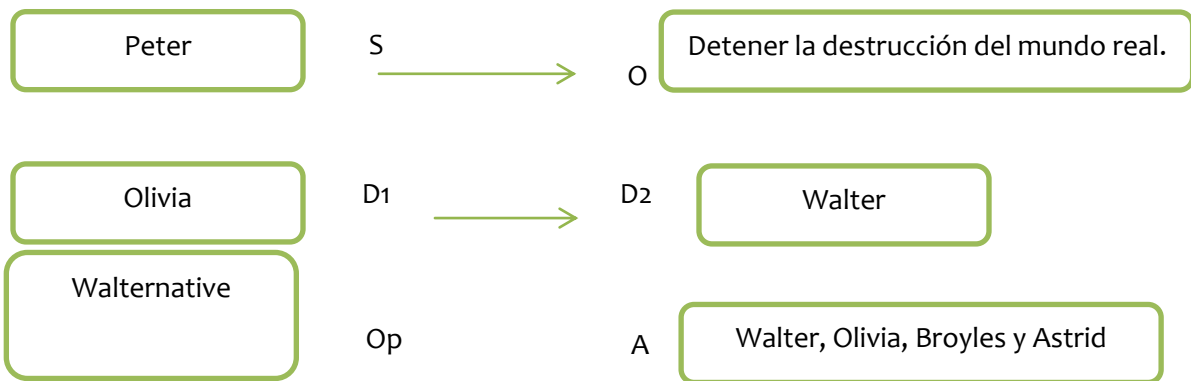 Peter S O Detener la destrucción del mundo real.
Olivia D1 D2 Walter
Walternative
Op A Walter, Olivia, Broyles y Astrid